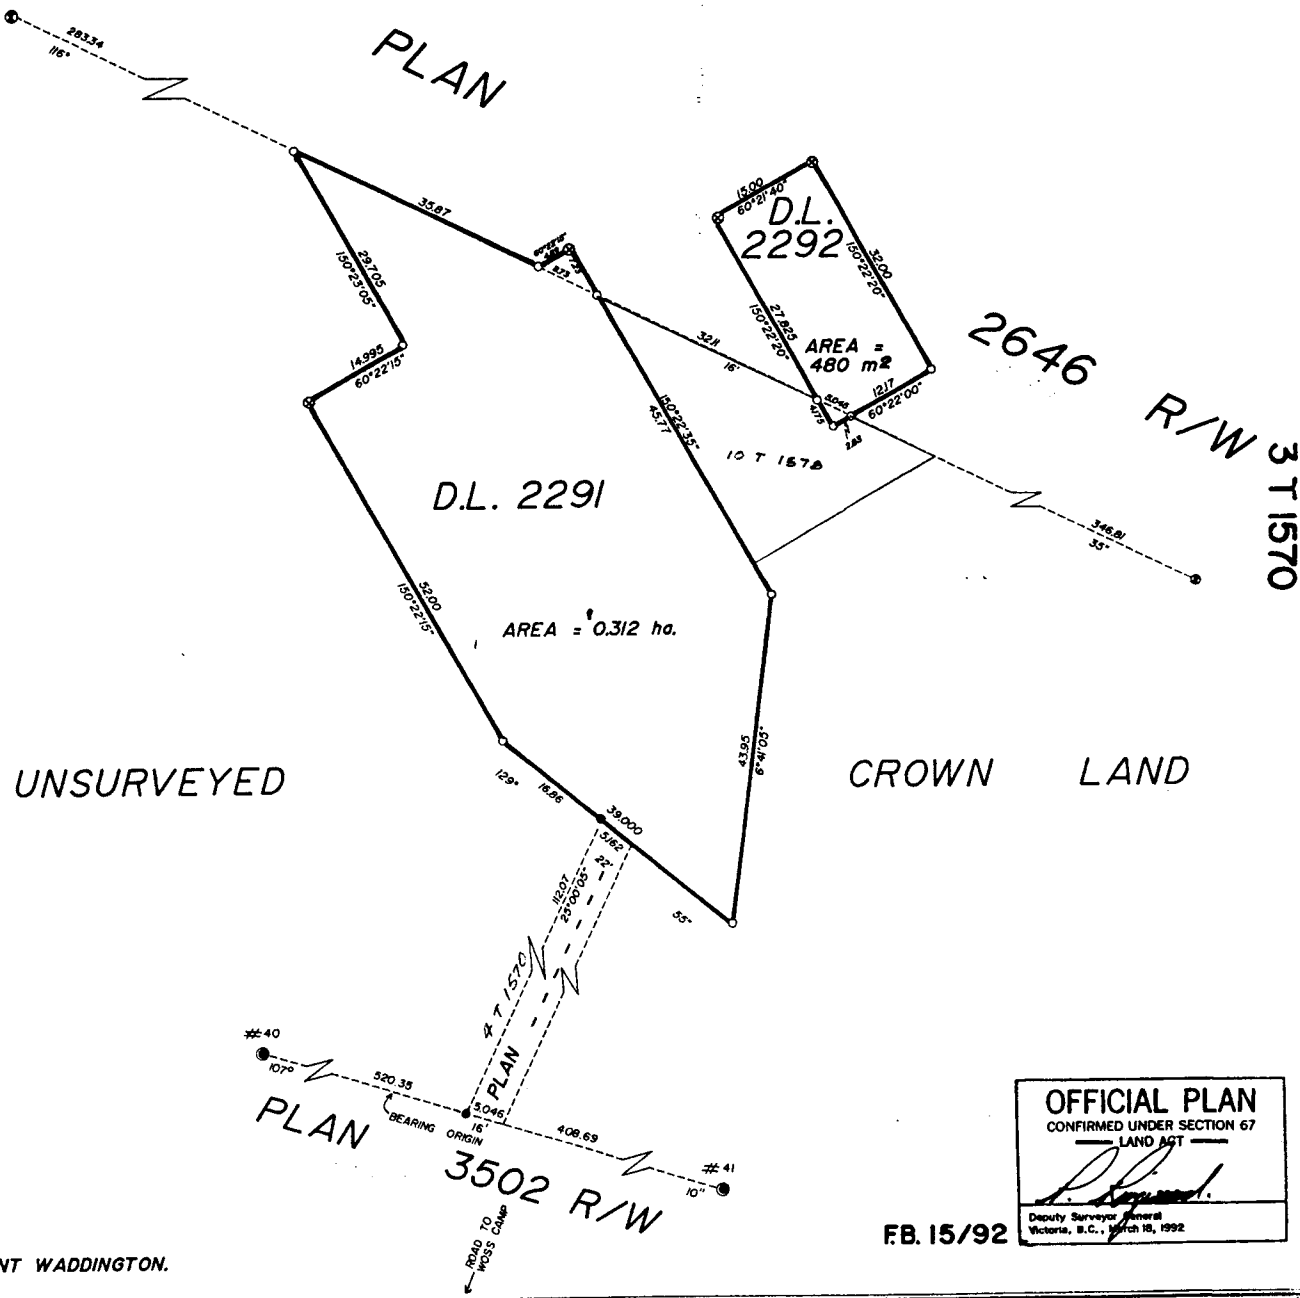 283.34
116°
PLAN
35.87
60°22'15"
8.73
29.705
150°23'05"
14.995
60°22'15"
15.00
60°21'40"
D.L.
2292
32.00
150°22'20"
27.825
150°22'20"
AREA =
480 m²
32.11
16'
5.046
4.175
12.17
60°22'00"
2.83
2646
R/W
3 T 1570
150°22'35"
45.77
10 T 1578
346.81
35"
D.L. 2291
52.00
150°22'15"
AREA = 0.312 ha.
UNSURVEYED
CROWN LAND
43.95
6°41'05"
129°
16.86
39.000
5.162
22'
55"
112.07
25°00'05"
4 T 1570
PLAN
#40
107°
520.35
BEARING ORIGIN
5.046
16'
408.69
#41
10"
PLAN
3502 R/W
ROAD TO
WOSS CAMP
OFFICIAL PLAN
CONFIRMED UNDER SECTION 67
LAND ACT
Deputy Surveyor General
Victoria, B.C., March 18, 1992
F.B. 15/92
NT WADDINGTON.